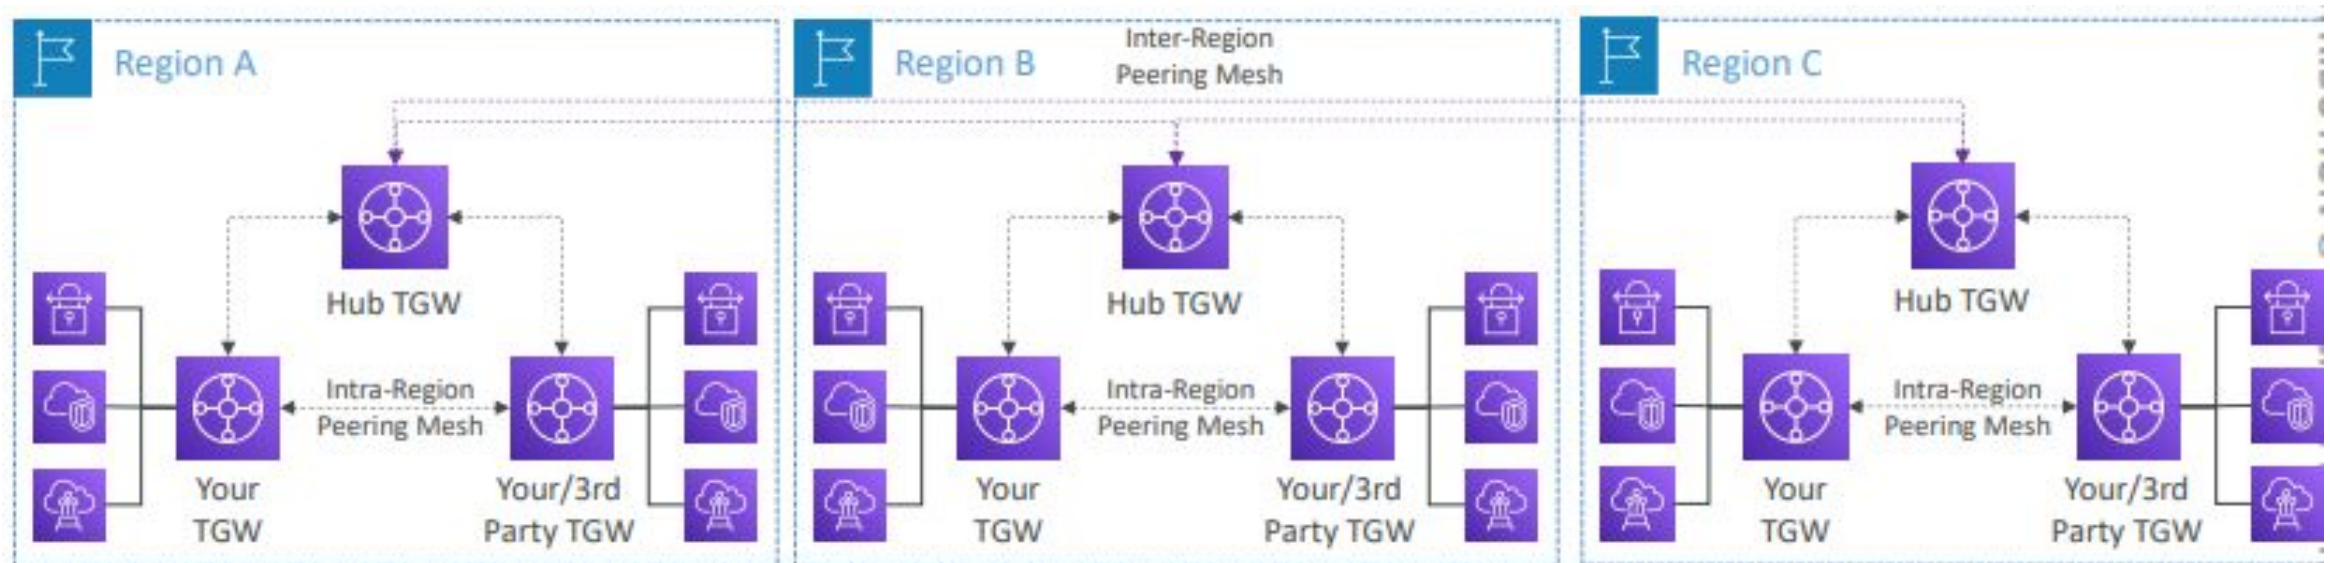 Region A
Region B
Inter-Region
Peering Mesh
Region C
Hub TGW
Hub TGW
Hub TGW
Intra-Region
Peering Mesh
Intra-Region
Peering Mesh
Intra-Region
Peering Mesh
Your
TGW
Your/3rd
Party TGW
Your
TGW
Your/3rd
Party TGW
Your
TGW
Your/3rd
Party TGW